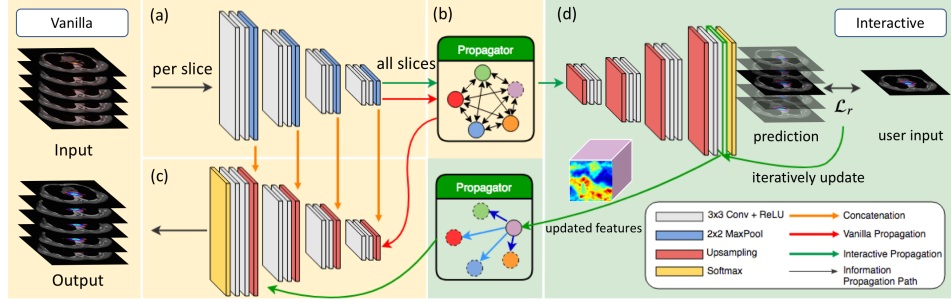 Vanilla
(a)
(b)
(d)
Interactive
Propagator
all slices
per slice
Input
prediction
ℒr
user input
(c)
Propagator
iteratively update
updated features
Output
3x3 Conv + ReLU
Concatenation
2x2 MaxPool
Vanilla Propagation
Upsampling
Interactive Propagation
Softmax
Information
Propagation Path